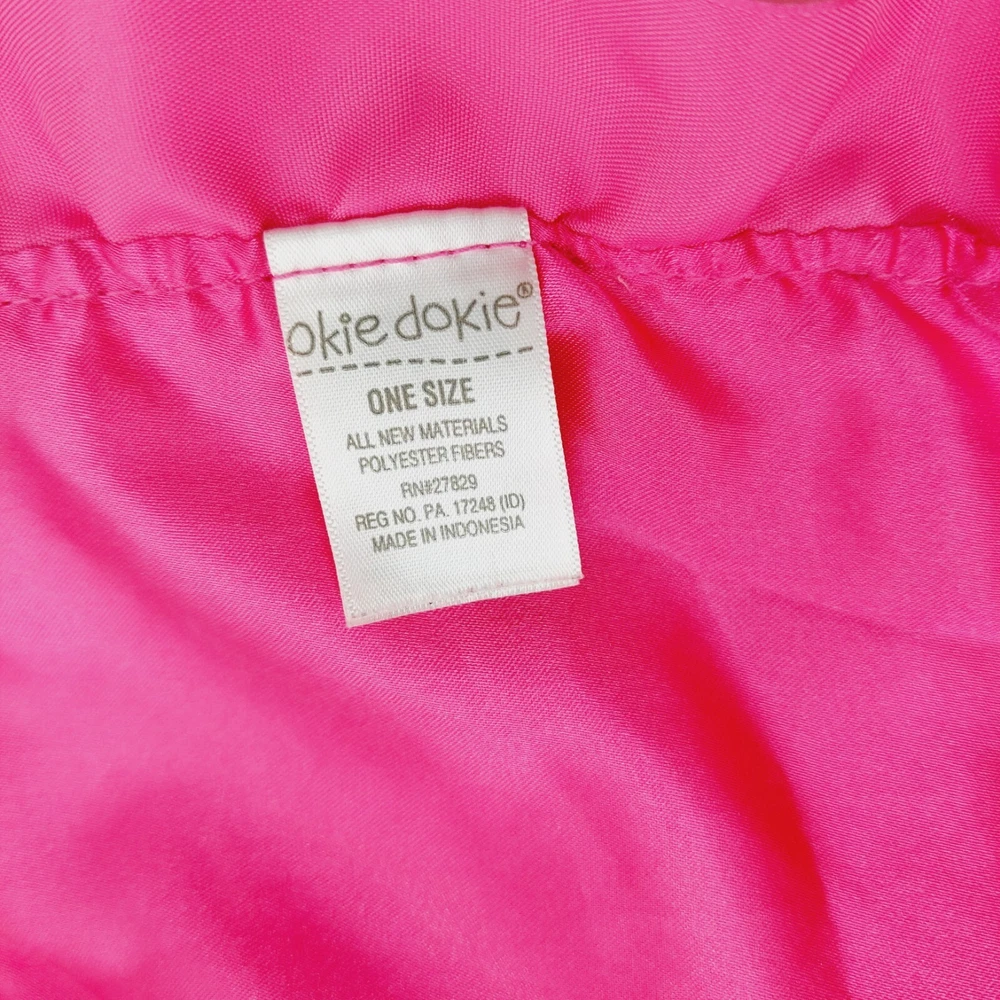 okie dokie®
ONE SIZE
ALL NEW MATERIALS
POLYESTER FIBERS
RN#27829
REG NO. PA. 17248 (ID)
MADE IN INDONESIA